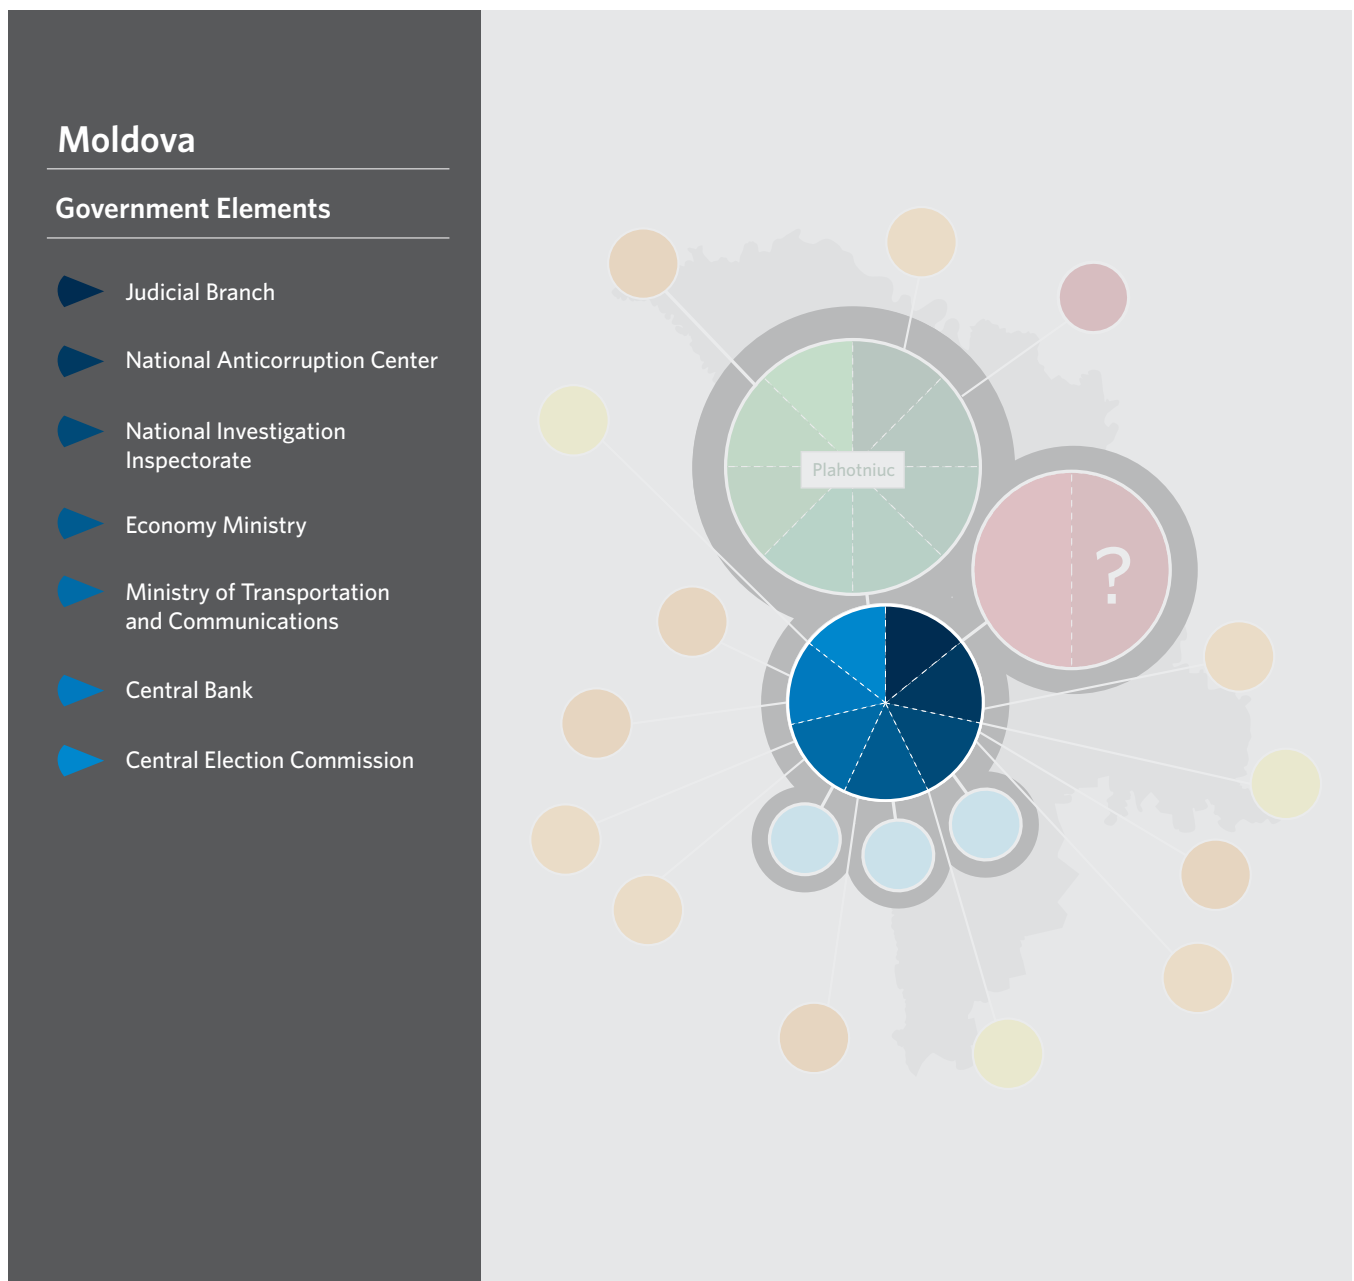 Moldova
Government Elements
Judicial Branch
National Anticorruption Center
National Investigation
Inspectorate
Economy Ministry
Ministry of Transportation
and Communications
Central Bank
Central Election Commission
Plahotniuc
?